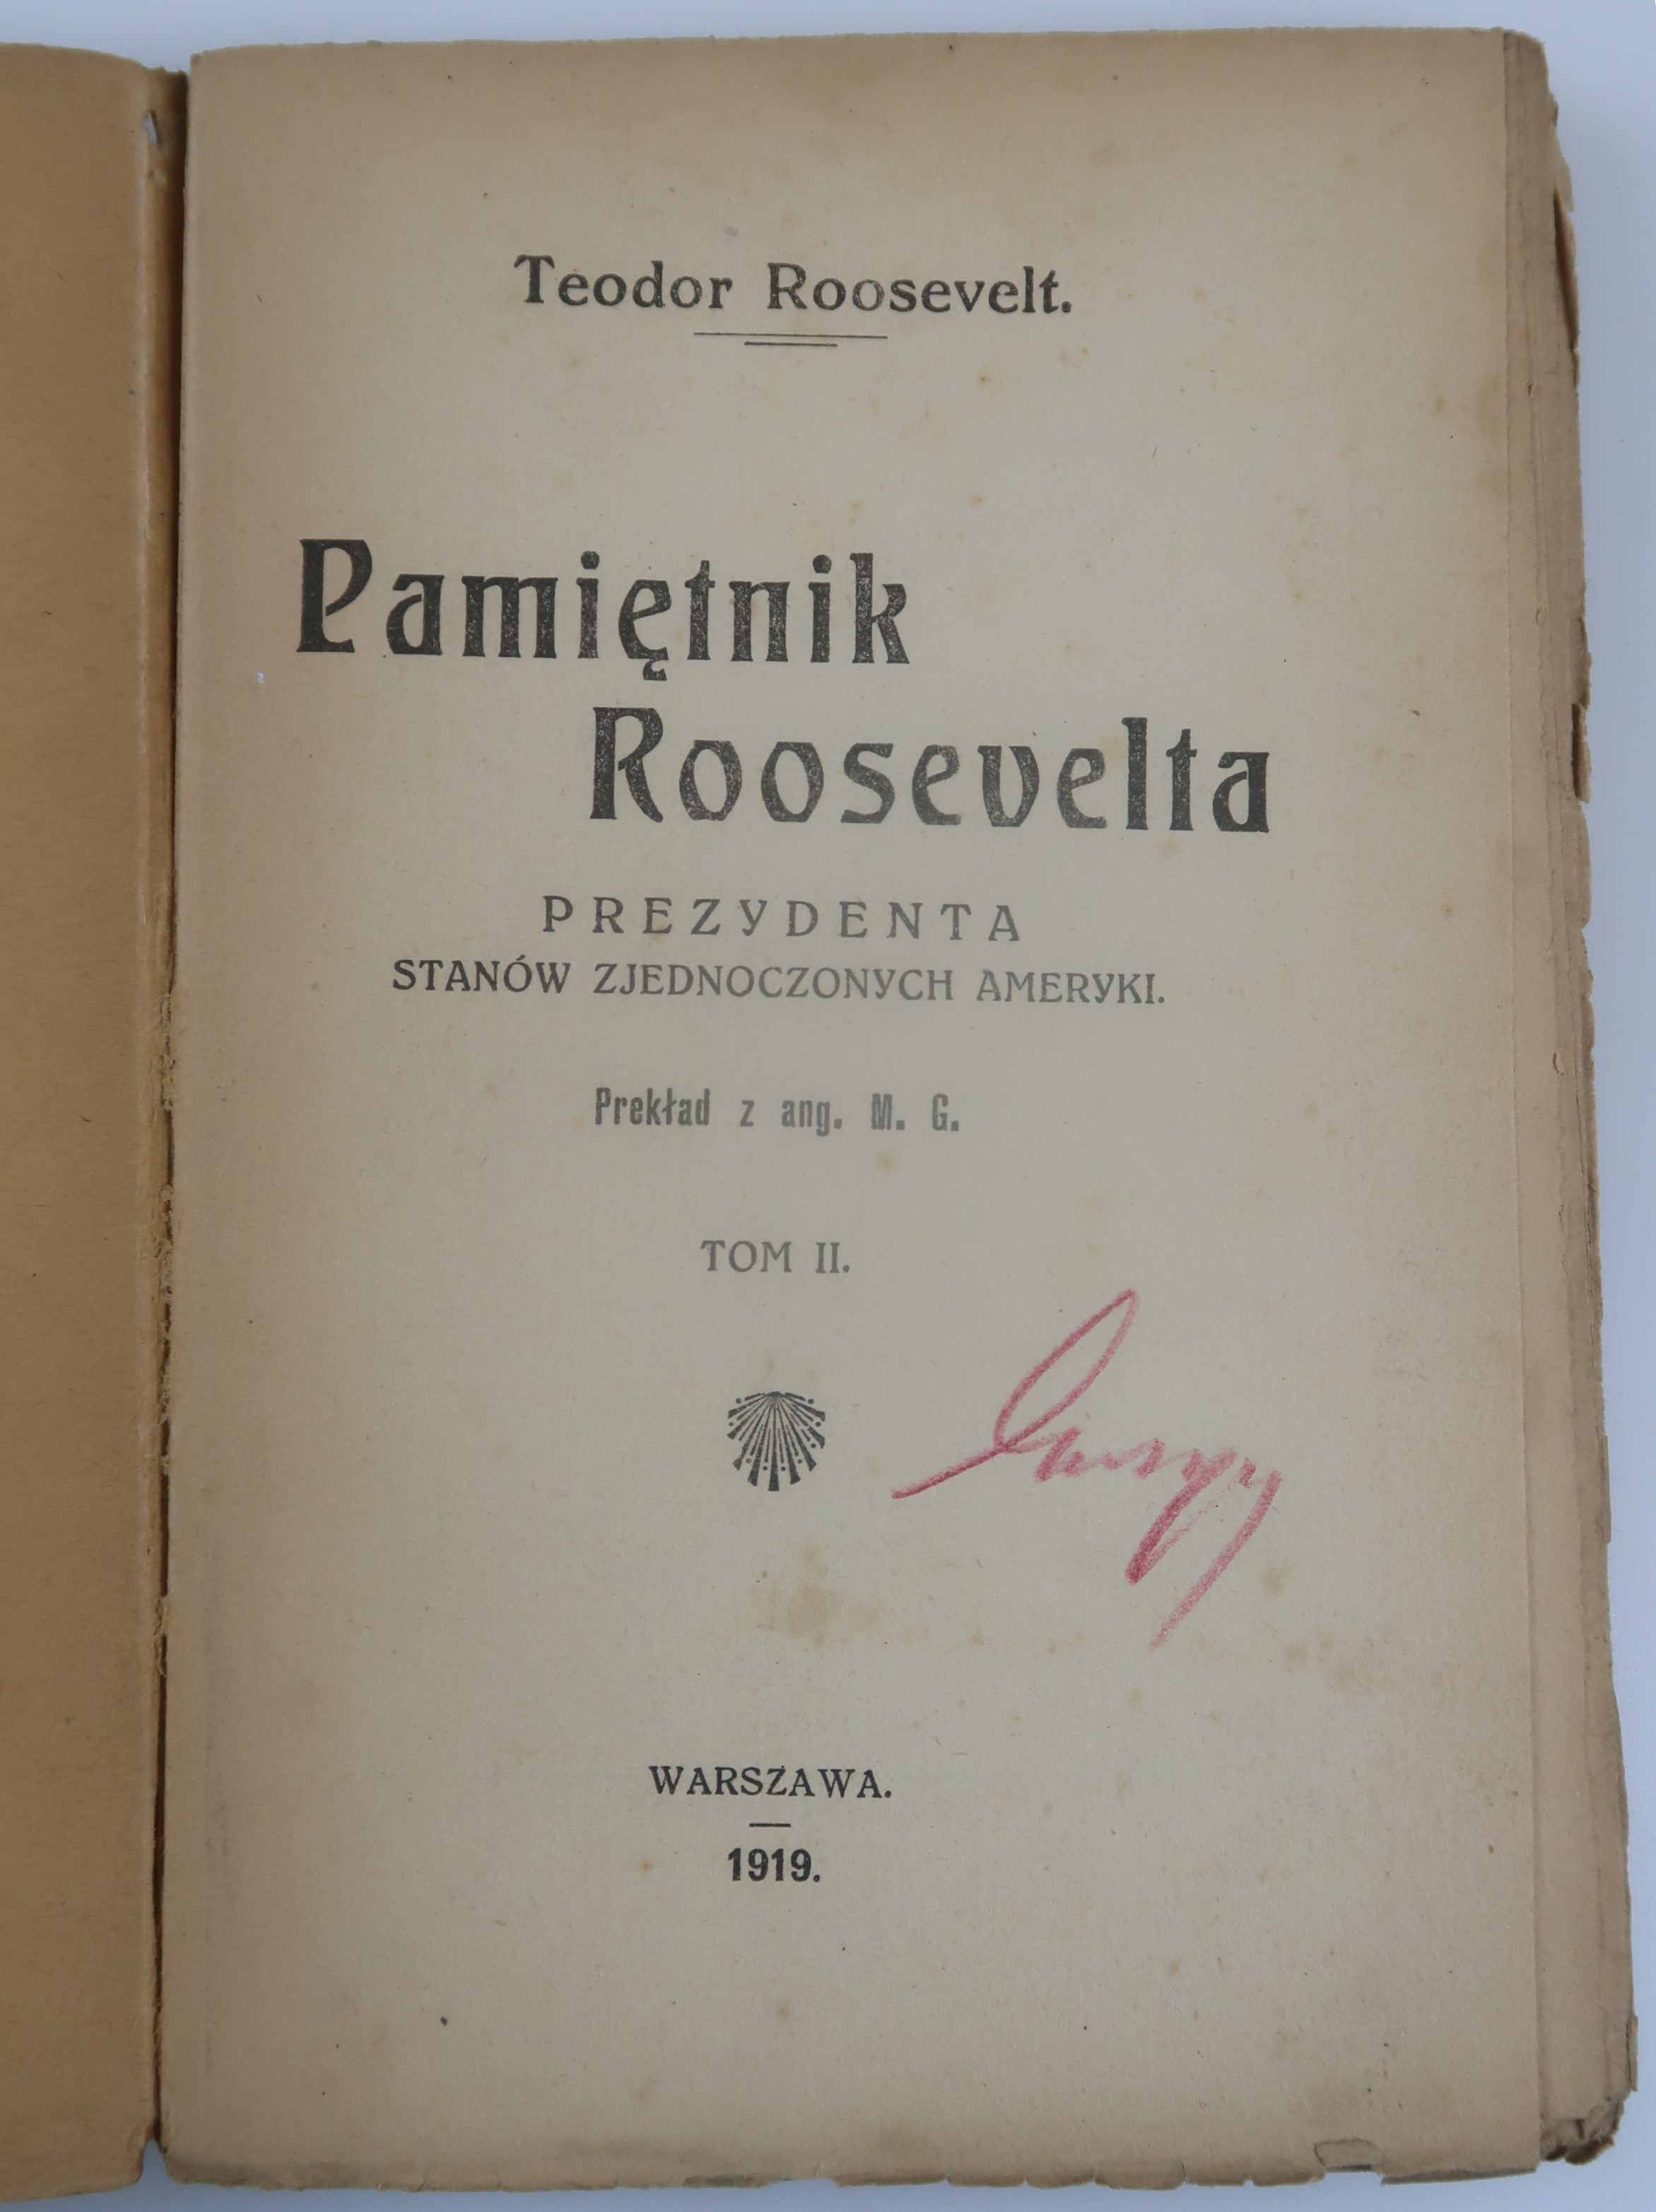 Teodor Roosevelt.
Pamiętnik
Roosevelta
PREZYDENTA
STANÓW ZJEDNOCZONYCH AMERYKI.
Prekład z ang. M. G.
TOM II.
WARSZAWA.
1919.